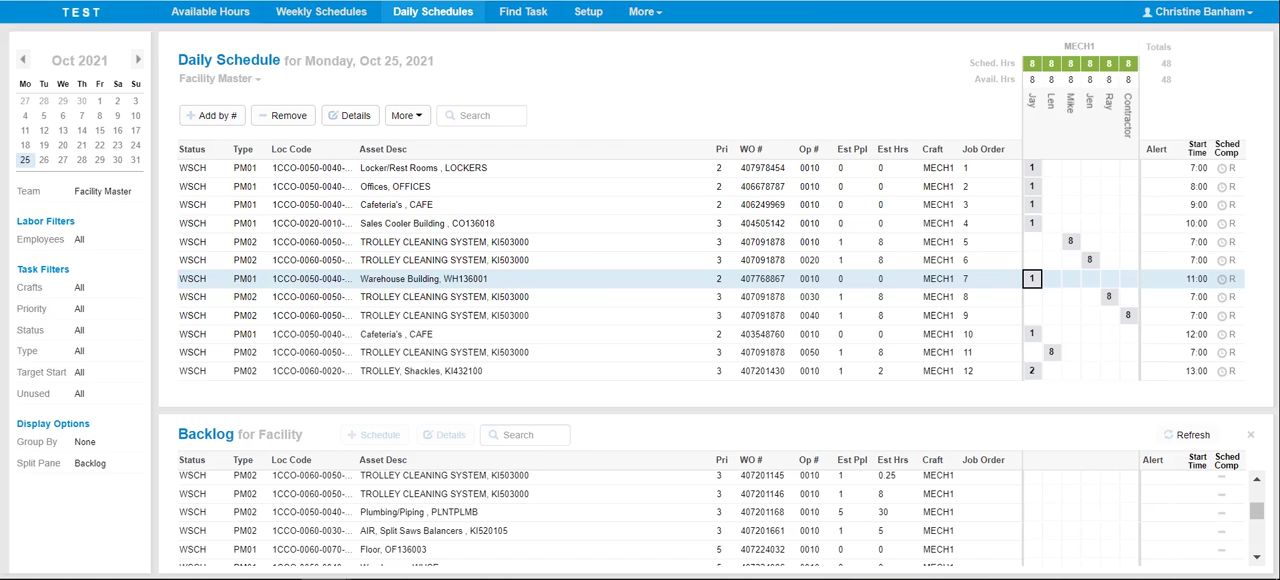 TEST Available Hours Weekly Schedules Daily Schedules Find Task Setup More Christine Banham
Oct 2021
Mo Tu We Th Fr Sa Su
27 28 29 30 1 2 3
4 5 6 7 8 9 10
11 12 13 14 15 16 17
18 19 20 21 22 23 24
25 26 27 28 29 30 31
Team Facility Master
Labor Filters
Employees All
Task Filters
Crafts All
Priority All
Status All
Type All
Target Start All
Unused All
Display Options
Group By None
Split Pane Backlog
Daily Schedule for Monday, Oct 25, 2021
Facility Master
MECH1 Totals
Sched. Hrs 8 8 8 8 8 8 48
Avail. Hrs 8 8 8 8 8 8 48
Jay Len Mike Jen Ray Contractor
+ Add by # − Remove Details More Search
Status Type Loc Code Asset Desc Pri WO # Op # Est Ppl Est Hrs Craft Job Order Alert Start Time Sched Comp
WSCH PM01 1CCO-0050-0040-... Locker/Rest Rooms , LOCKERS 2 407978454 0010 0 0 MECH1 1 1 7:00 R
WSCH PM01 1CCO-0050-0040-... Offices, OFFICES 2 406678787 0010 0 0 MECH1 2 1 8:00 R
WSCH PM01 1CCO-0050-0040-... Cafeteria's , CAFE 2 406249969 0010 0 0 MECH1 3 1 9:00 R
WSCH PM01 1CCO-0020-0010-... Sales Cooler Building , CO136018 3 404505142 0010 0 0 MECH1 4 1 10:00 R
WSCH PM02 1CCO-0060-0050-... TROLLEY CLEANING SYSTEM, KI503000 3 407091878 0010 1 8 MECH1 5 8 7:00 R
WSCH PM02 1CCO-0060-0050-... TROLLEY CLEANING SYSTEM, KI503000 3 407091878 0020 1 8 MECH1 6 8 7:00 R
WSCH PM01 1CCO-0050-0040-... Warehouse Building, WH136001 2 407768867 0010 0 0 MECH1 7 1 11:00 R
WSCH PM02 1CCO-0060-0050-... TROLLEY CLEANING SYSTEM, KI503000 3 407091878 0030 1 8 MECH1 8 8 7:00 R
WSCH PM02 1CCO-0060-0050-... TROLLEY CLEANING SYSTEM, KI503000 3 407091878 0040 1 8 MECH1 9 8 7:00 R
WSCH PM01 1CCO-0050-0040-... Cafeteria's , CAFE 2 403548760 0010 0 0 MECH1 10 1 12:00 R
WSCH PM02 1CCO-0060-0050-... TROLLEY CLEANING SYSTEM, KI503000 3 407091878 0050 1 8 MECH1 11 8 7:00 R
WSCH PM02 1CCO-0060-0020-... TROLLEY, Shackles, KI432100 3 407201430 0010 1 2 MECH1 12 2 13:00 R
Backlog for Facility + Schedule Details Search Refresh ×
Status Type Loc Code Asset Desc Pri WO # Op # Est Ppl Est Hrs Craft Job Order Alert Start Time Sched Comp
WSCH PM02 1CCO-0060-0050-... TROLLEY CLEANING SYSTEM, KI503000 3 407201145 0010 1 0.25 MECH1
WSCH PM02 1CCO-0060-0050-... TROLLEY CLEANING SYSTEM, KI503000 3 407201146 0010 1 8 MECH1
WSCH PM02 1CCO-0050-0040-... Plumbing/Piping , PLNTPLMB 3 407201168 0010 5 30 MECH1
WSCH PM02 1CCO-0060-0030-... AIR, Split Saws Balancers , KI520105 3 407201661 0010 1 5 MECH1
WSCH PM01 1CCO-0060-0070-... Floor, OF136003 5 407224032 0010 0 0 MECH1